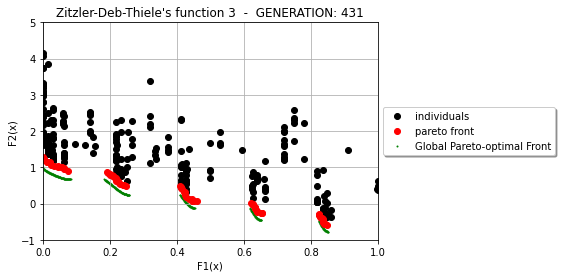 Zitzler-Deb-Thiele's function 3 - GENERATION: 431
5
4
3
2
1
0
−1
F2(x)
0.0
0.2
0.4
0.6
0.8
1.0
F1(x)
individuals
pareto front
Global Pareto-optimal Front